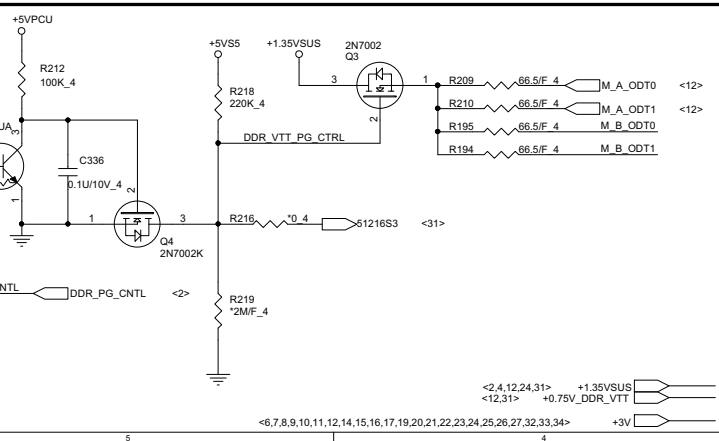 +5VPCU
+5VS5
+1.35VSUS
2N7002
Q3
R212
100K_4
R218
220K_4
3
1
2
R209
66.5/F_4
M_A_ODT0
<12>
R210
66.5/F_4
M_A_ODT1
<12>
R195
66.5/F_4
M_B_ODT0
R194
66.5/F_4
M_B_ODT1
DDR_VTT_PG_CTRL
UA
3
1
C336
0.1U/10V_4
2
1
3
Q4
2N7002K
R216
*0_4
51216S3
<31>
NTL
DDR_PG_CNTL
<2>
R219
*2M/F_4
<2,4,12,24,31>
+1.35VSUS
<12,31>
+0.75V_DDR_VTT
<6,7,8,9,10,11,12,14,15,16,17,19,20,21,22,23,24,25,26,27,32,33,34>
+3V
5
4